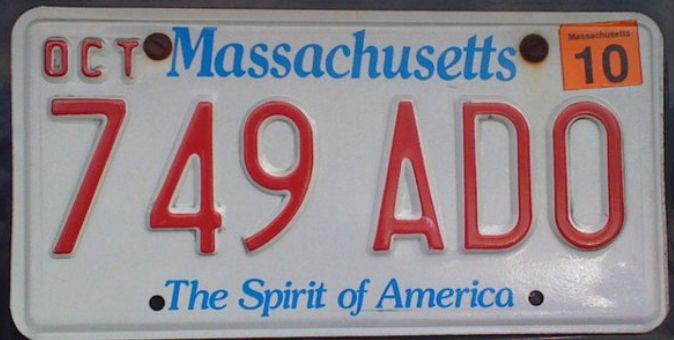 OCT Massachusetts
Massachusetts
10
749 ADO
The Spirit of America